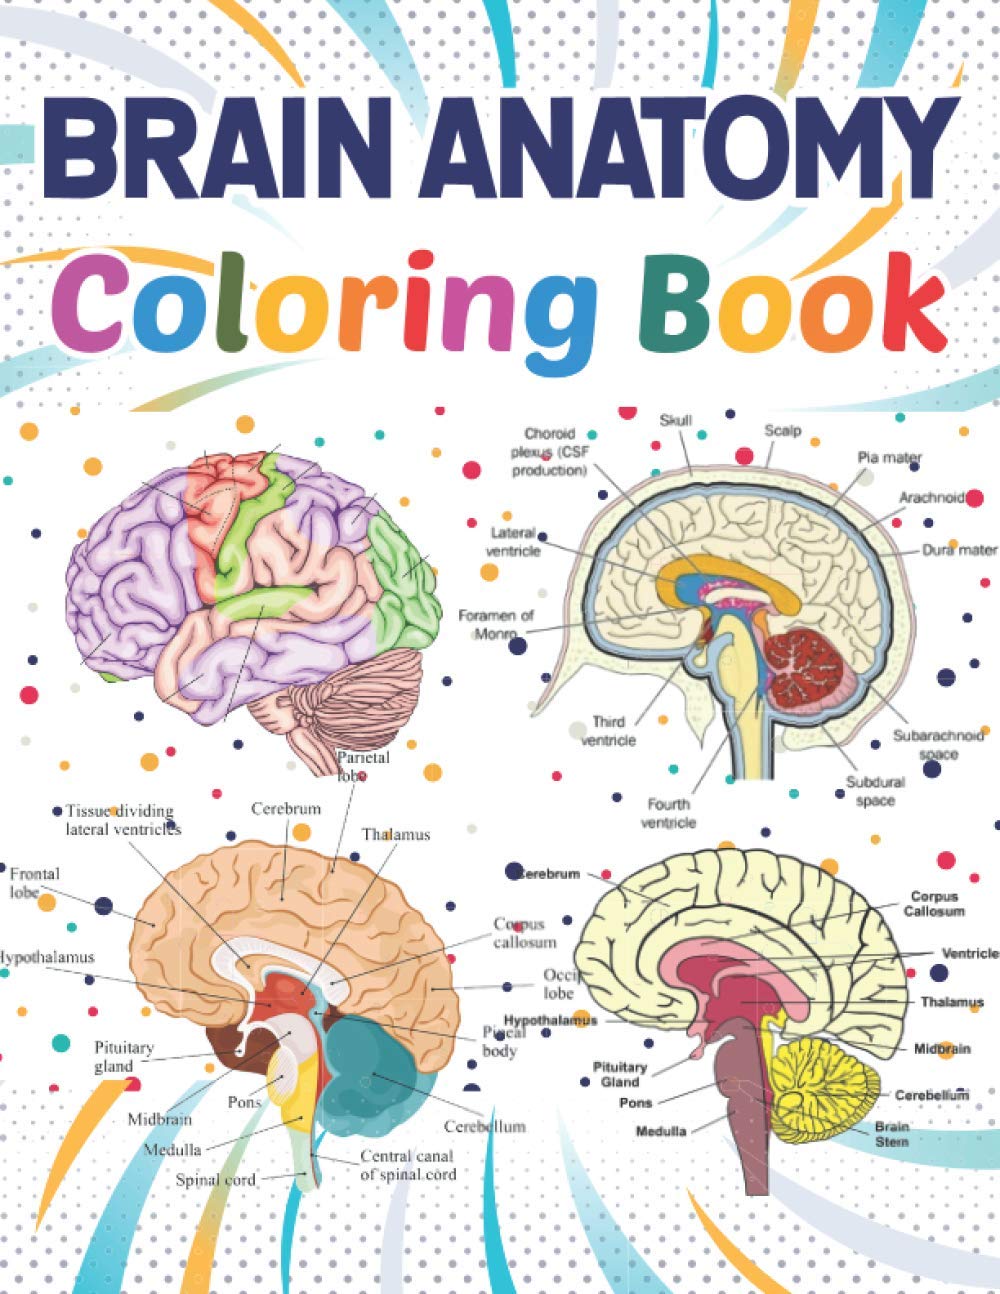 BRAIN ANATOMY
Coloring Book
Choroid
plexus (CSF
production)
Skull
Scalp
Pia mater
Arachnoid
Dura mater
Lateral
ventricle
Foramen of
Monro
Third
ventricle
Fourth
ventricle
Subarachnoid
space
Subdural
space
Parietal
lobe
Tissue dividing
lateral ventricles
Cerebrum
Thalamus
Frontal
lobe
Hypothalamus
Corpus
callosum
Occip
lobe
Pineal
body
Pituitary
gland
Pons
Midbrain
Medulla
Spinal cord
Cerebellum
Central canal
of spinal cord
Cerebrum
Corpus
Callosum
Ventricle
Thalamus
Hypothalamus
Midbrain
Pituitary
Gland
Pons
Medulla
Cerebellum
Brain
Stem